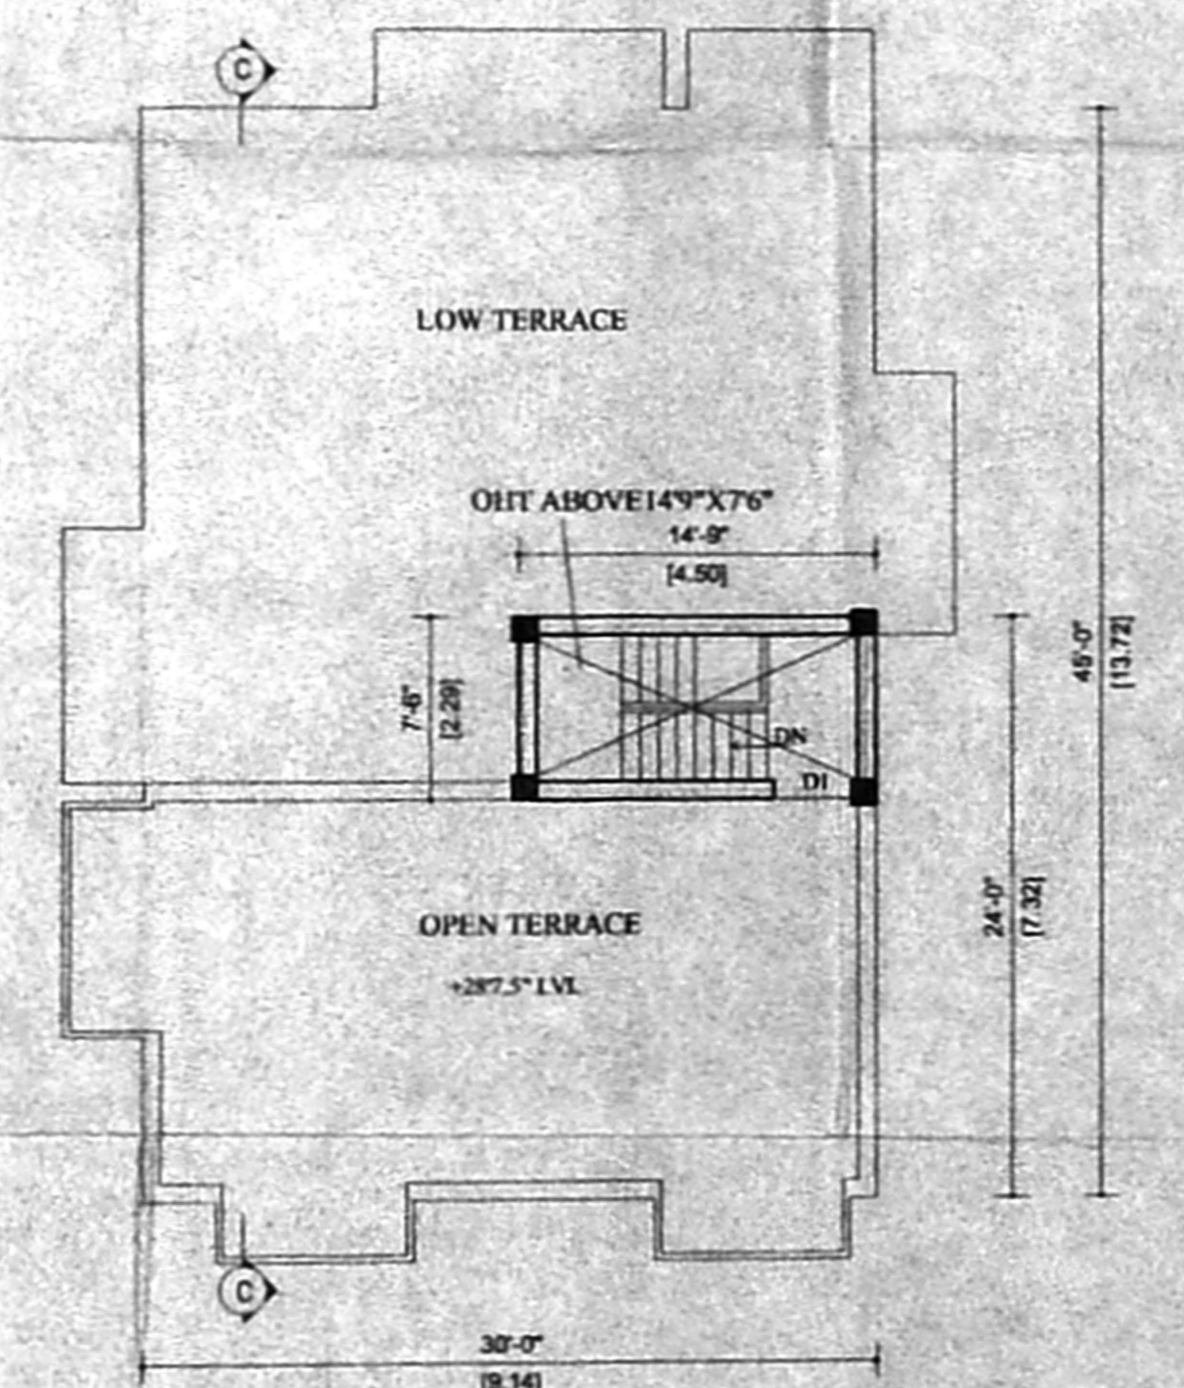 C
LOW TERRACE
OHT ABOVE14'9"X7'6"
14'-9"
[4.50]
7'-6"
[2.29]
DN
D1
45'-0"
[13.72]
24'-0"
[7.32]
OPEN TERRACE
+28'7.5" LVL
C
30'-0"
[9.14]